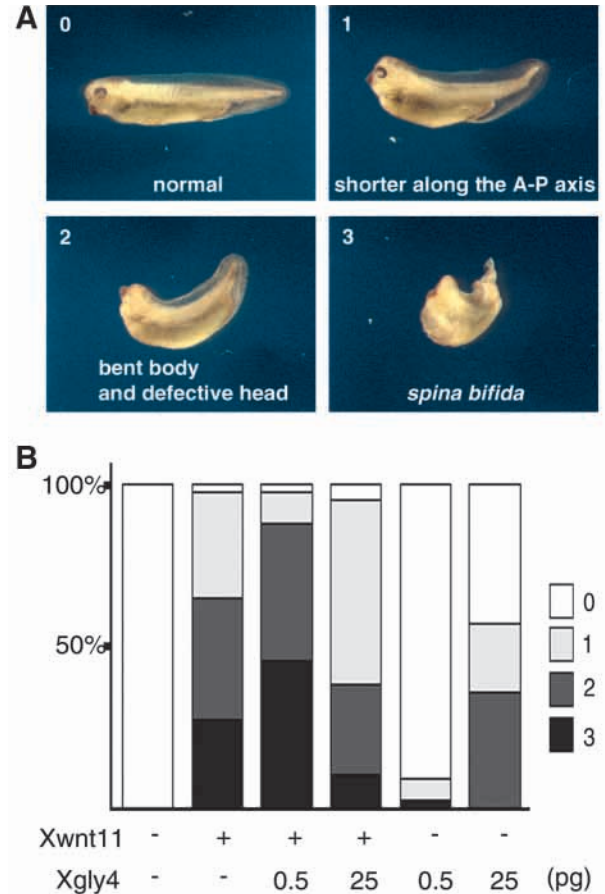 A
0
normal
1
shorter along the A-P axis
2
bent body
and defective head
3
spina bifida
B
100%
50%
0
1
2
3
Xwnt11 - + + + - -
Xgly4 - - 0.5 25 0.5 25 (pg)